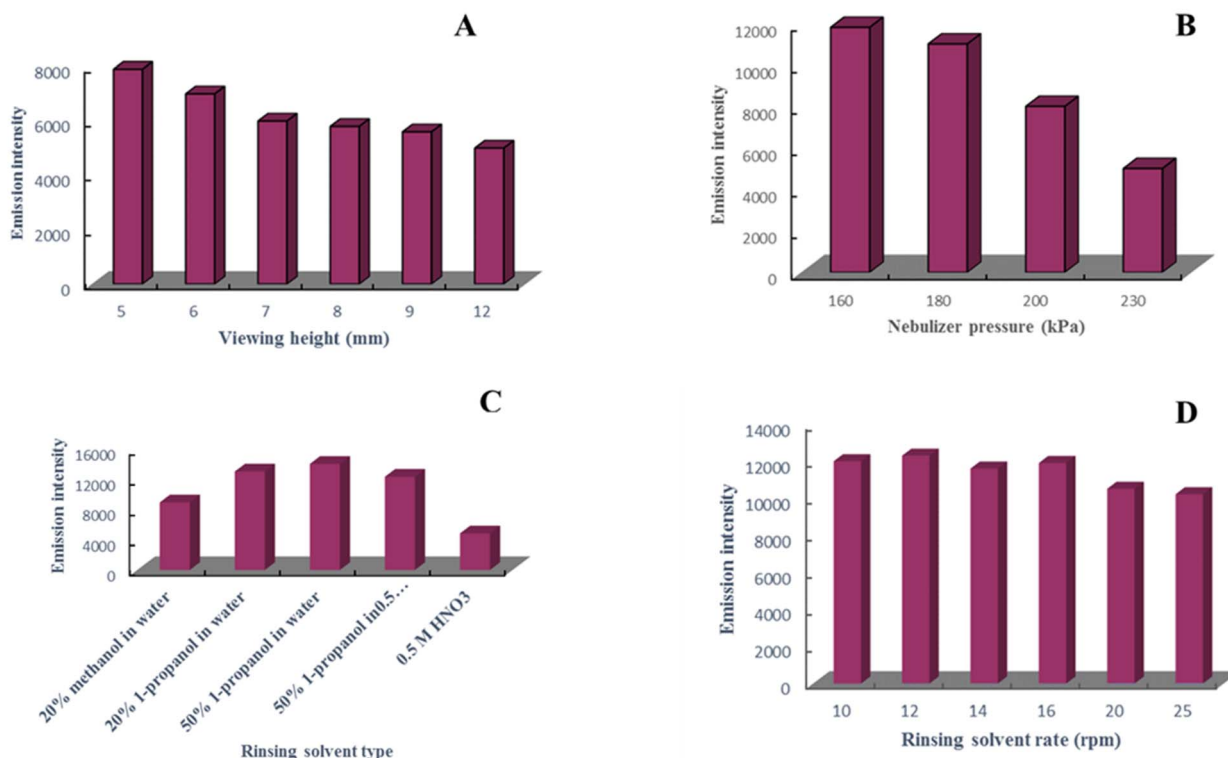 A
Emission intensity
8000
6000
4000
2000
0
5 6 7 8 9 12
Viewing height (mm)
B
Emission intensity
12000
10000
8000
6000
4000
2000
0
160 180 200 230
Nebulizer pressure (kPa)
C
Emission intensity
16000
12000
8000
4000
0
20% methanol in water
20% 1-propanol in water
50% 1-propanol in water
50% 1-propanol in0.5…
0.5 M HNO3
Rinsing solvent type
D
Emission intensity
14000
12000
10000
8000
6000
4000
2000
0
10 12 14 16 20 25
Rinsing solvent rate (rpm)